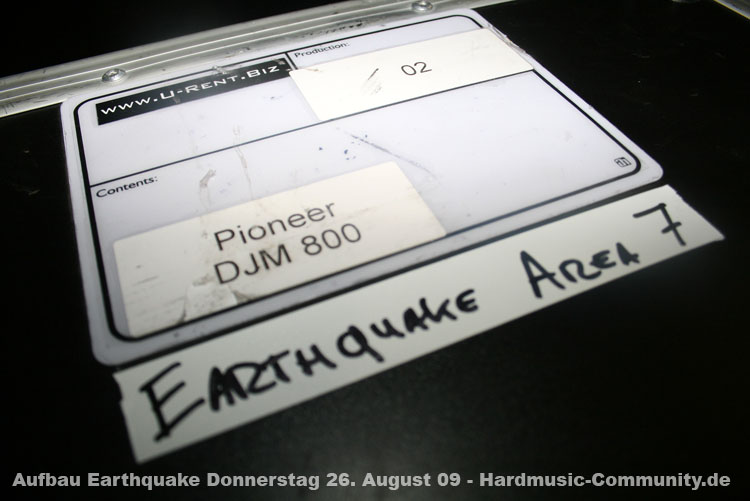 www.U-Rent.Biz
Production:
02
Contents:
Pioneer
DJM 800
EARTHQUAKE AREA 7
Aufbau Earthquake Donnerstag 26. August 09 - Hardmusic-Community.de